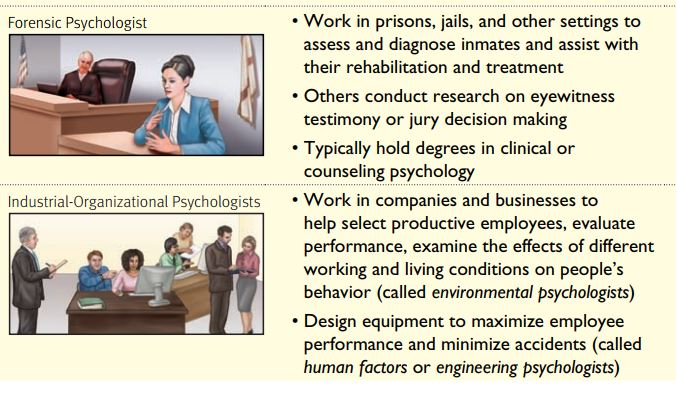 Forensic Psychologist
• Work in prisons, jails, and other settings to
assess and diagnose inmates and assist with
their rehabilitation and treatment
• Others conduct research on eyewitness
testimony or jury decision making
• Typically hold degrees in clinical or
counseling psychology
Industrial-Organizational Psychologists
• Work in companies and businesses to
help select productive employees, evaluate
performance, examine the effects of different
working and living conditions on people’s
behavior (called environmental psychologists)
• Design equipment to maximize employee
performance and minimize accidents (called
human factors or engineering psychologists)